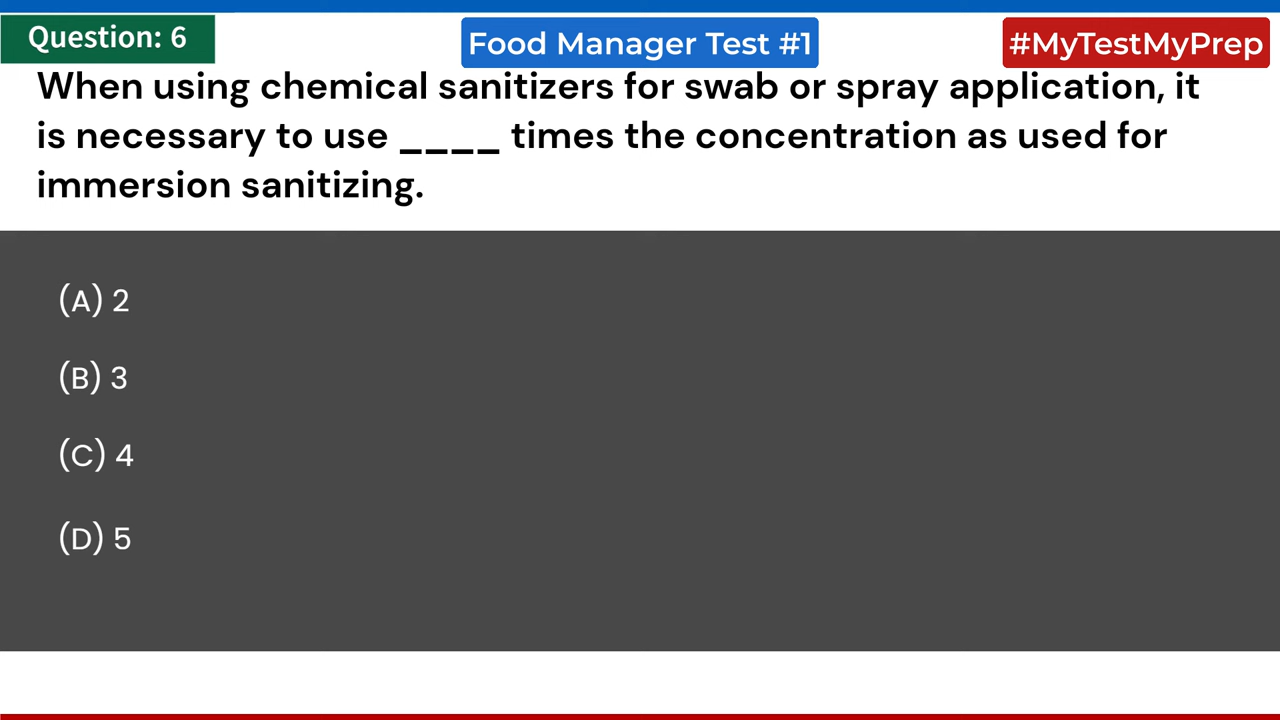 Question: 6
Food Manager Test #1
#MyTestMyPrep
When using chemical sanitizers for swab or spray application, it
is necessary to use ____ times the concentration as used for
immersion sanitizing.
(A) 2
(B) 3
(C) 4
(D) 5